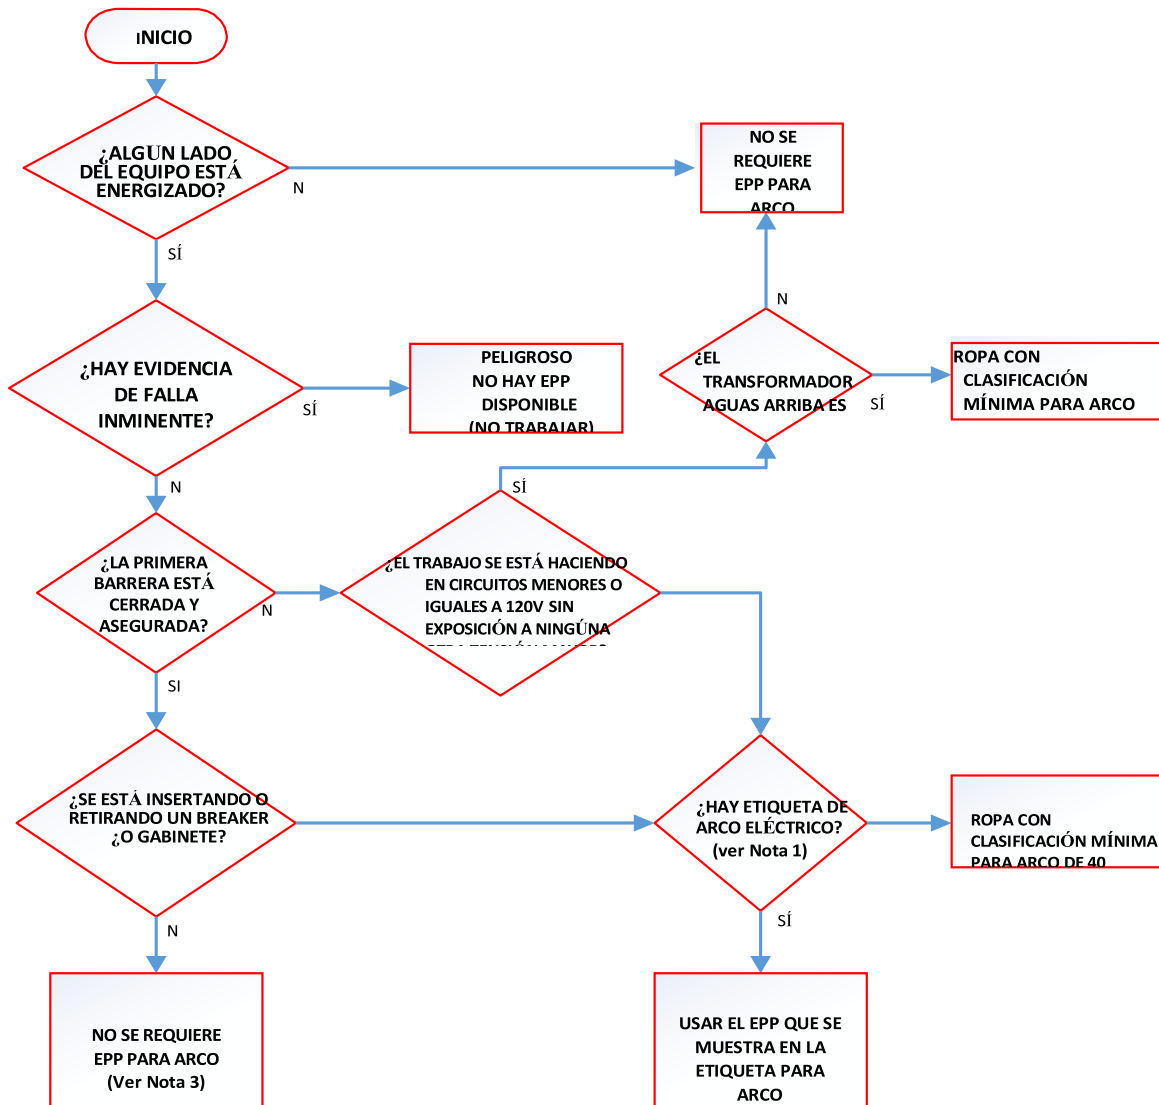 INICIO
¿ALGÚN LADO
DEL EQUIPO ESTÁ
ENERGIZADO?
N
NO SE
REQUIERE
EPP PARA
ARCO
SÍ
¿HAY EVIDENCIA
DE FALLA
INMINENTE?
SÍ
PELIGROSO
NO HAY EPP
DISPONIBLE
(NO TRABAJAR)
N
¿EL
TRANSFORMADOR
AGUAS ARRIBA ES
SÍ
ROPA CON
CLASIFICACIÓN
MÍNIMA PARA ARCO
N
¿LA PRIMERA
BARRERA ESTÁ
CERRADA Y
ASEGURADA?
N
SÍ
¿EL TRABAJO SE ESTÁ HACIENDO
EN CIRCUITOS MENORES O
IGUALES A 120V SIN
EXPOSICIÓN A NINGÚNA
SI
¿SE ESTÁ INSERTANDO O
RETIRANDO UN BREAKER
¿O GABINETE?
¿HAY ETIQUETA DE
ARCO ELÉCTRICO?
(ver Nota 1)
ROPA CON
CLASIFICACIÓN MÍNIMA
PARA ARCO DE 40
N
SÍ
NO SE REQUIERE
EPP PARA ARCO
(Ver Nota 3)
USAR EL EPP QUE SE
MUESTRA EN LA
ETIQUETA PARA
ARCO